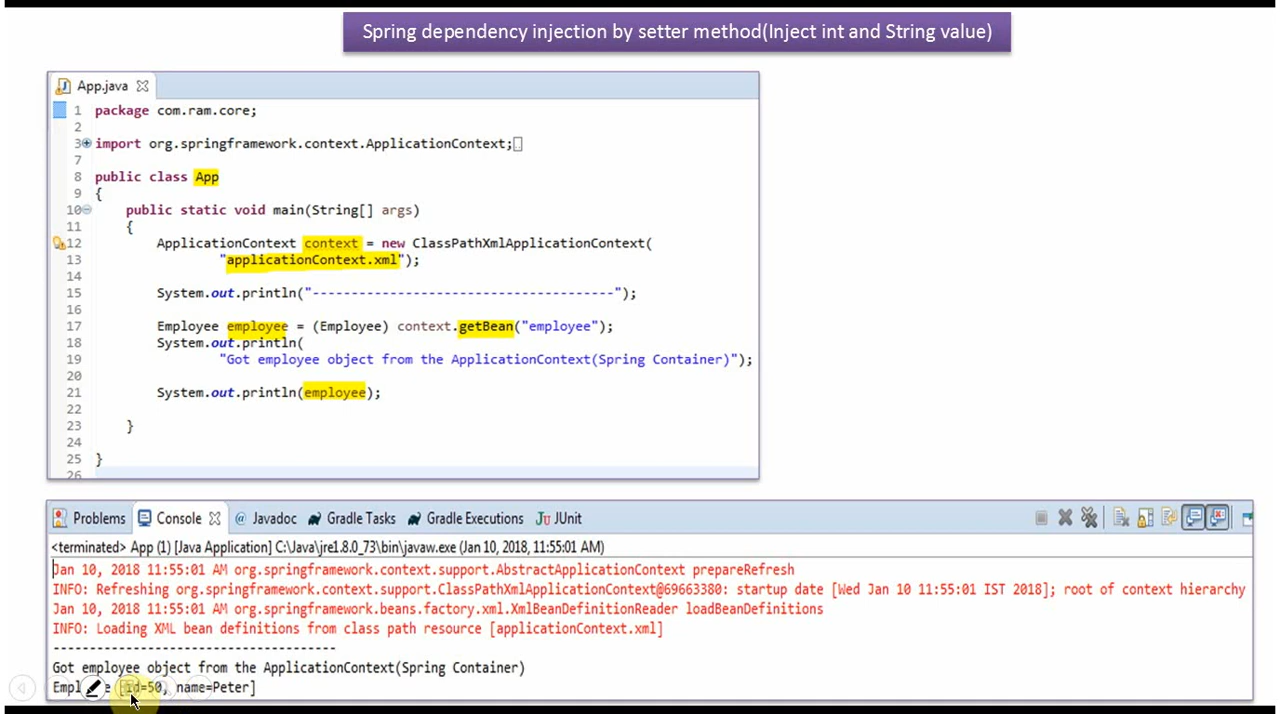 Spring dependency injection by setter method(Inject int and String value)
App.java
1 package com.ram.core;
2
3 import org.springframework.context.ApplicationContext;
7
8 public class App
9 {
10 public static void main(String[] args)
11 {
12 ApplicationContext context = new ClassPathXmlApplicationContext(
13 "applicationContext.xml");
14
15 System.out.println("---------------------------------------");
16
17 Employee employee = (Employee) context.getBean("employee");
18 System.out.println(
19 "Got employee object from the ApplicationContext(Spring Container)");
20
21 System.out.println(employee);
22
23 }
24
25 }
26
Problems Console @ Javadoc Gradle Tasks Gradle Executions JU JUnit
<terminated> App (1) [Java Application] C:\Java\jre1.8.0_73\bin\javaw.exe (Jan 10, 2018, 11:55:01 AM)
Jan 10, 2018 11:55:01 AM org.springframework.context.support.AbstractApplicationContext prepareRefresh
INFO: Refreshing org.springframework.context.support.ClassPathXmlApplicationContext@69663380: startup date [Wed Jan 10 11:55:01 IST 2018]; root of context hierarchy
Jan 10, 2018 11:55:01 AM org.springframework.beans.factory.xml.XmlBeanDefinitionReader loadBeanDefinitions
INFO: Loading XML bean definitions from class path resource [applicationContext.xml]
---------------------------------------
Got employee object from the ApplicationContext(Spring Container)
[id=50, name=Peter]